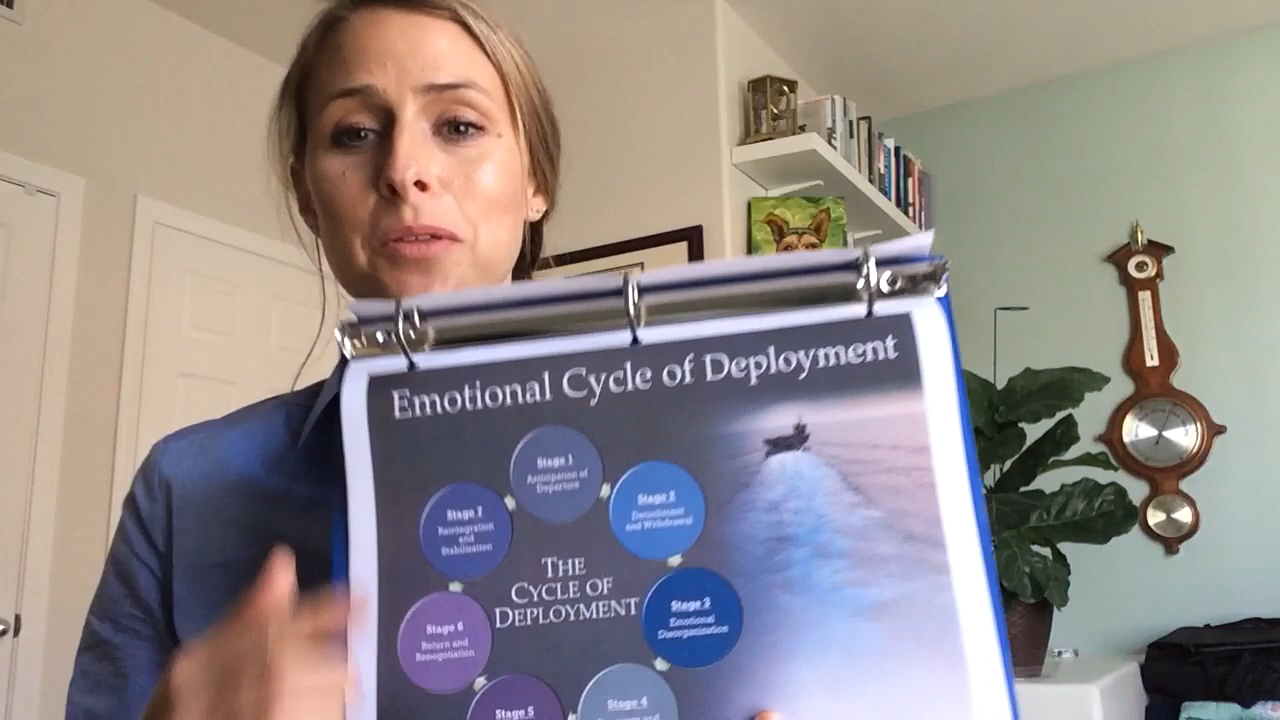 Emotional Cycle of Deployment
Stage 1
Anticipation of
Departure
Stage 2
Detachment
and Withdrawal
Stage 3
Emotional
Disorganization
Stage 4
Stage 5
Stage 6
Return and
Renegotiation
Stage 7
Reintegration
and
Stabilization
THE
CYCLE OF
DEPLOYMENT